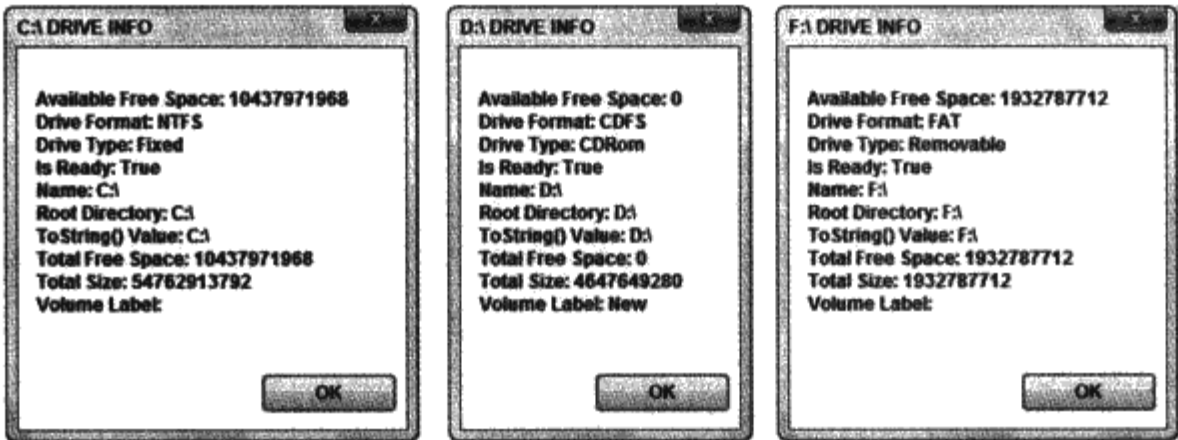 C:\ DRIVE INFO
Available Free Space: 10437971968
Drive Format: NTFS
Drive Type: Fixed
Is Ready: True
Name: C:\
Root Directory: C:\
ToString() Value: C:\
Total Free Space: 10437971968
Total Size: 54762913792
Volume Label:
OK
D:\ DRIVE INFO
Available Free Space: 0
Drive Format: CDFS
Drive Type: CDRom
Is Ready: True
Name: D:\
Root Directory: D:\
ToString() Value: D:\
Total Free Space: 0
Total Size: 4647649280
Volume Label: New
OK
F:\ DRIVE INFO
Available Free Space: 1932787712
Drive Format: FAT
Drive Type: Removable
Is Ready: True
Name: F:\
Root Directory: F:\
ToString() Value: F:\
Total Free Space: 1932787712
Total Size: 1932787712
Volume Label:
OK